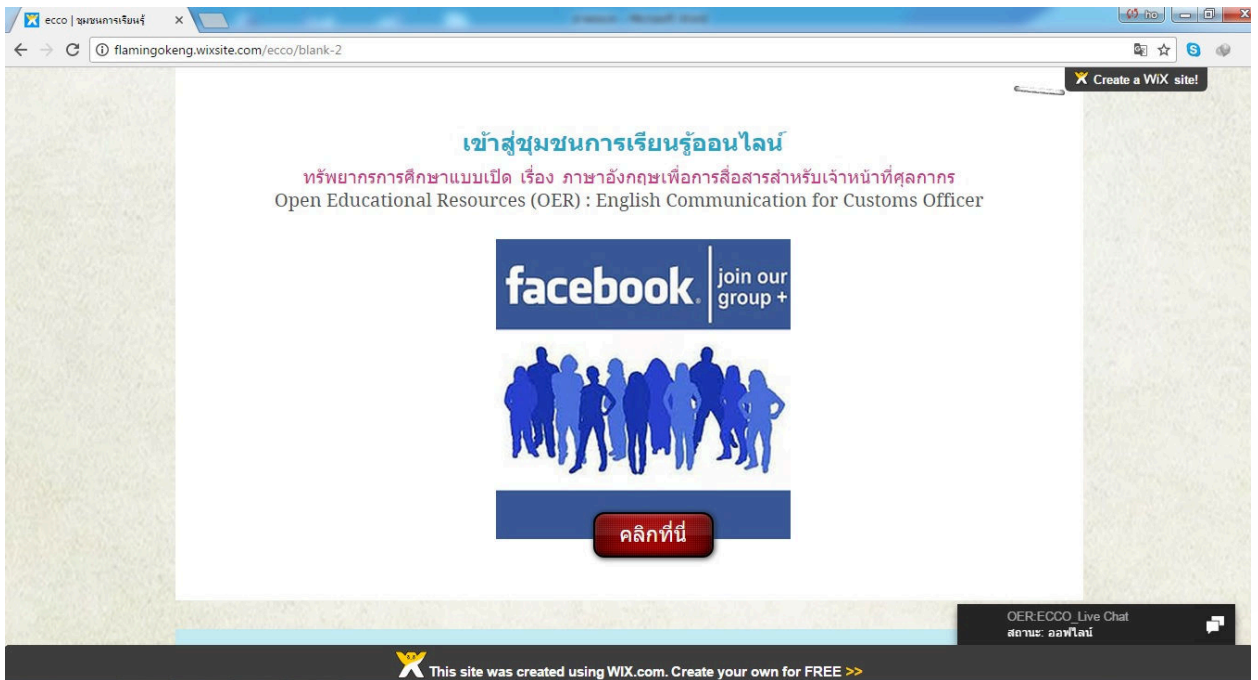 ecco | ชุมชนการเรียนรู้
flamingokeng.wixsite.com/ecco/blank-2
Create a WiX site!
เข้าสู่ชุมชนการเรียนรู้ออนไลน์
ทรัพยากรการศึกษาแบบเปิด เรื่อง ภาษาอังกฤษเพื่อการสื่อสารสำหรับเจ้าหน้าที่ศุลกากร
Open Educational Resources (OER) : English Communication for Customs Officer
facebook.
join our
group +
คลิกที่นี่
OER:ECCO_Live Chat
สถานะ: ออฟไลน์
This site was created using WIX.com. Create your own for FREE >>